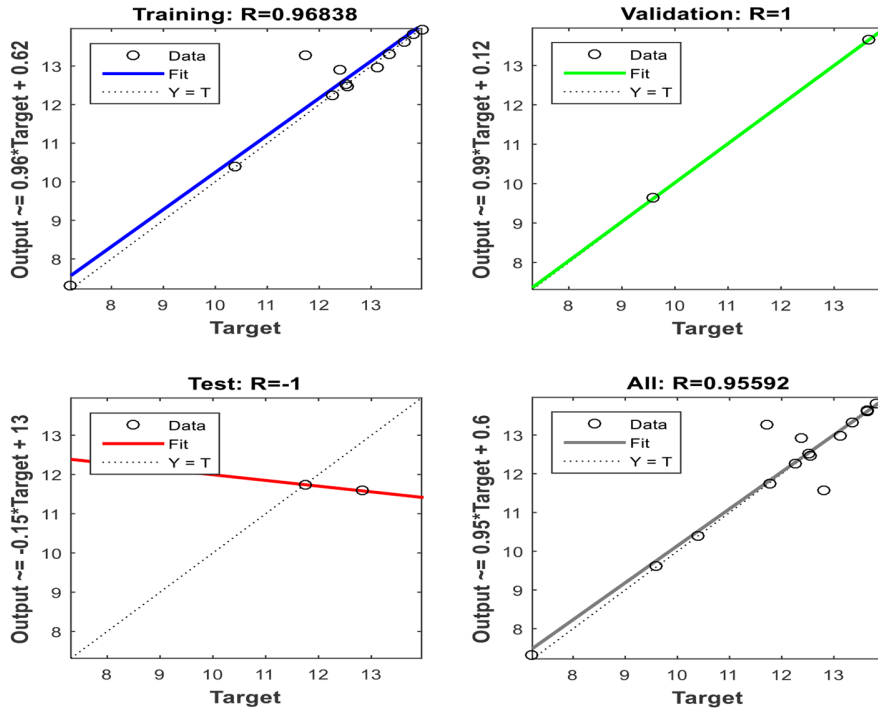 Training: R=0.96838
Output ~= 0.96*Target + 0.62
13
12
11
10
9
8
Data
Fit
Y = T
8 9 10 11 12 13
Target
Validation: R=1
Output ~= 0.99*Target + 0.12
13
12
11
10
9
8
Data
Fit
Y = T
8 9 10 11 12 13
Target
Test: R=-1
Output ~= -0.15*Target + 13
13
12
11
10
9
8
Data
Fit
Y = T
8 9 10 11 12 13
Target
All: R=0.95592
Output ~= 0.95*Target + 0.6
13
12
11
10
9
8
Data
Fit
Y = T
8 9 10 11 12 13
Target